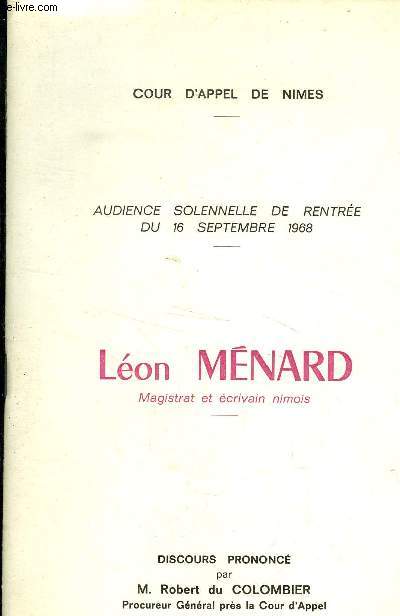 e-livre.com
COUR D'APPEL DE NIMES
AUDIENCE SOLENNELLE DE RENTRÉE
DU 16 SEPTEMBRE 1968
Léon MÉNARD
Magistrat et écrivain nimois
DISCOURS PRONONCÉ
par
M. Robert du COLOMBIER
Procureur Général près la Cour d'Appel